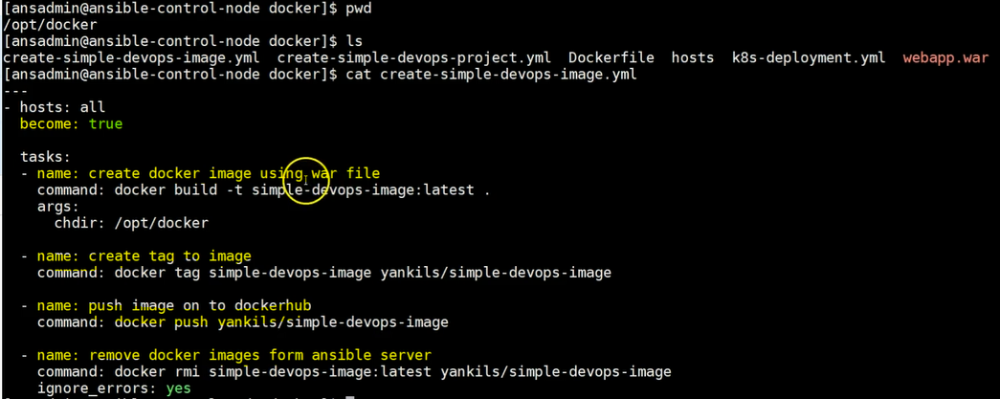 [ansadmin@ansible-control-node docker]$ pwd
/opt/docker
[ansadmin@ansible-control-node docker]$ ls
create-simple-devops-image.yml  create-simple-devops-project.yml  Dockerfile  hosts  k8s-deployment.yml  webapp.war
[ansadmin@ansible-control-node docker]$ cat create-simple-devops-image.yml
---
- hosts: all
  become: true

  tasks:
  - name: create docker image using war file
    command: docker build -t simple-devops-image:latest .
    args:
      chdir: /opt/docker

  - name: create tag to image
    command: docker tag simple-devops-image yankils/simple-devops-image

  - name: push image on to dockerhub
    command: docker push yankils/simple-devops-image

  - name: remove docker images form ansible server
    command: docker rmi simple-devops-image:latest yankils/simple-devops-image
    ignore_errors: yes